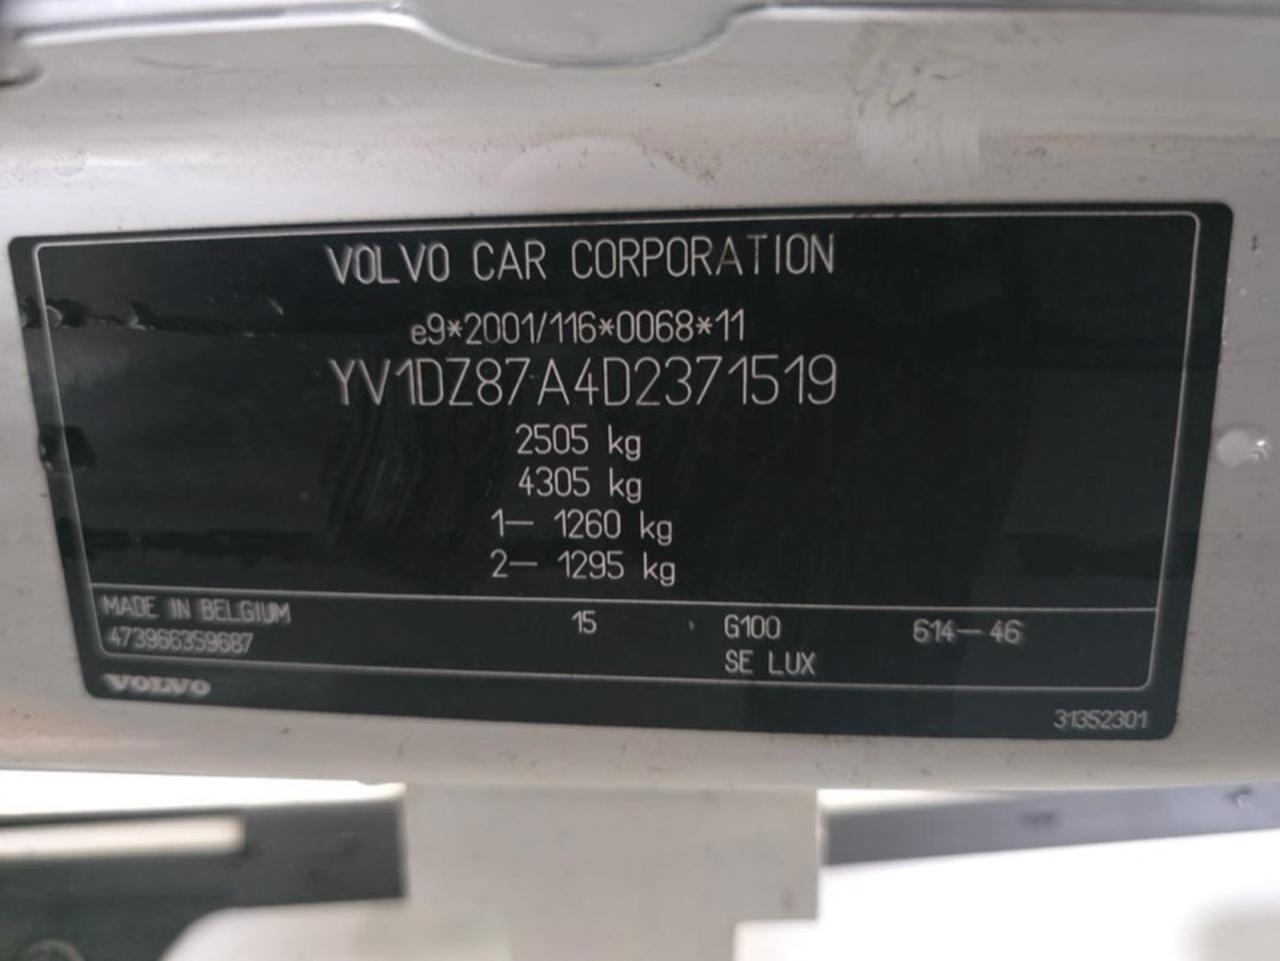 VOLVO CAR CORPORATION
e9*2001/116*0068*11
YV1DZ87A4D2371519
2505 kg
4305 kg
1– 1260 kg
2– 1295 kg
MADE IN BELGIUM 15 G100 614–46
473966359687 SE LUX
VOLVO
31352301